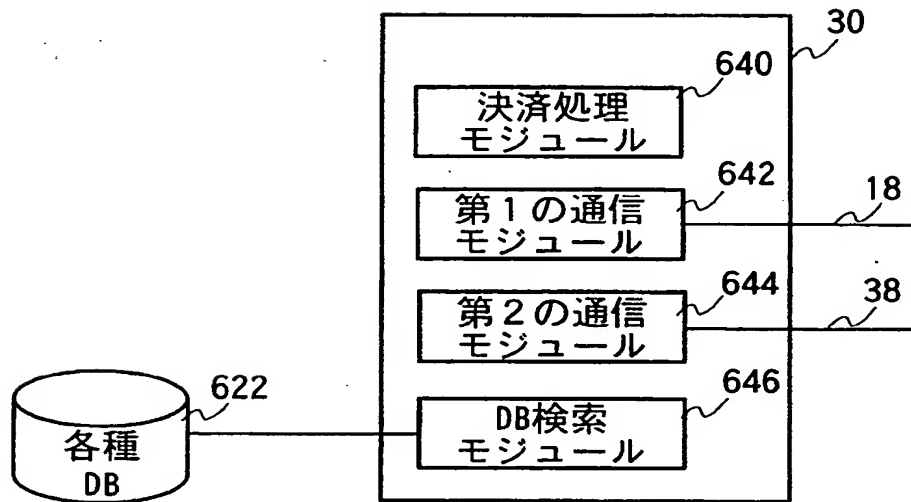 30
640
決済処理
モジュール
642
第1の通信
モジュール
18
644
第2の通信
モジュール
38
646
DB検索
モジュール
622
各種
DB